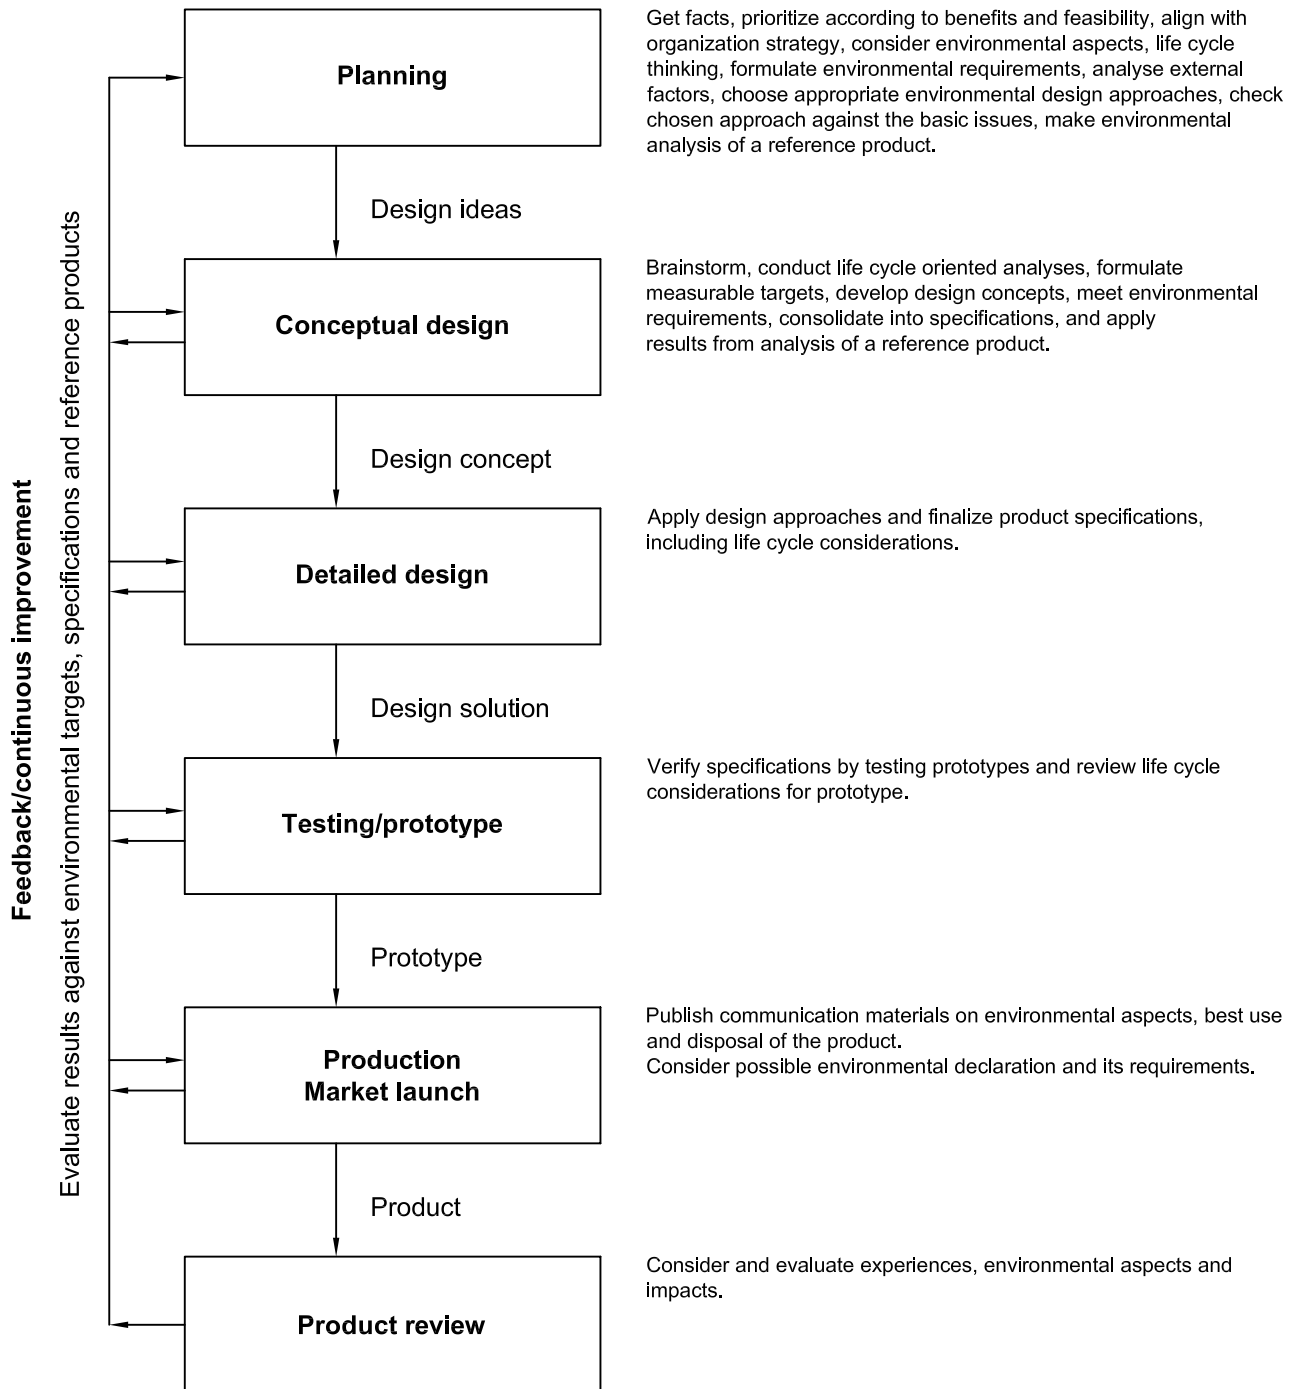 Get facts, prioritize according to benefits and feasibility, align with
organization strategy, consider environmental aspects, life cycle
thinking, formulate environmental requirements, analyse external
factors, choose appropriate environmental design approaches, check
chosen approach against the basic issues, make environmental
analysis of a reference product.
Planning
Design ideas
Brainstorm, conduct life cycle oriented analyses, formulate
measurable targets, develop design concepts, meet environmental
requirements, consolidate into specifications, and apply
results from analysis of a reference product.
Conceptual design
Design concept
Apply design approaches and finalize product specifications,
including life cycle considerations.
Detailed design
Design solution
Verify specifications by testing prototypes and review life cycle
considerations for prototype.
Testing/prototype
Prototype
Publish communication materials on environmental aspects, best use
and disposal of the product.
Consider possible environmental declaration and its requirements.
Production
Market launch
Product
Consider and evaluate experiences, environmental aspects and
impacts.
Product review
Feedback/continuous improvement
Evaluate results against environmental targets, specifications and reference products